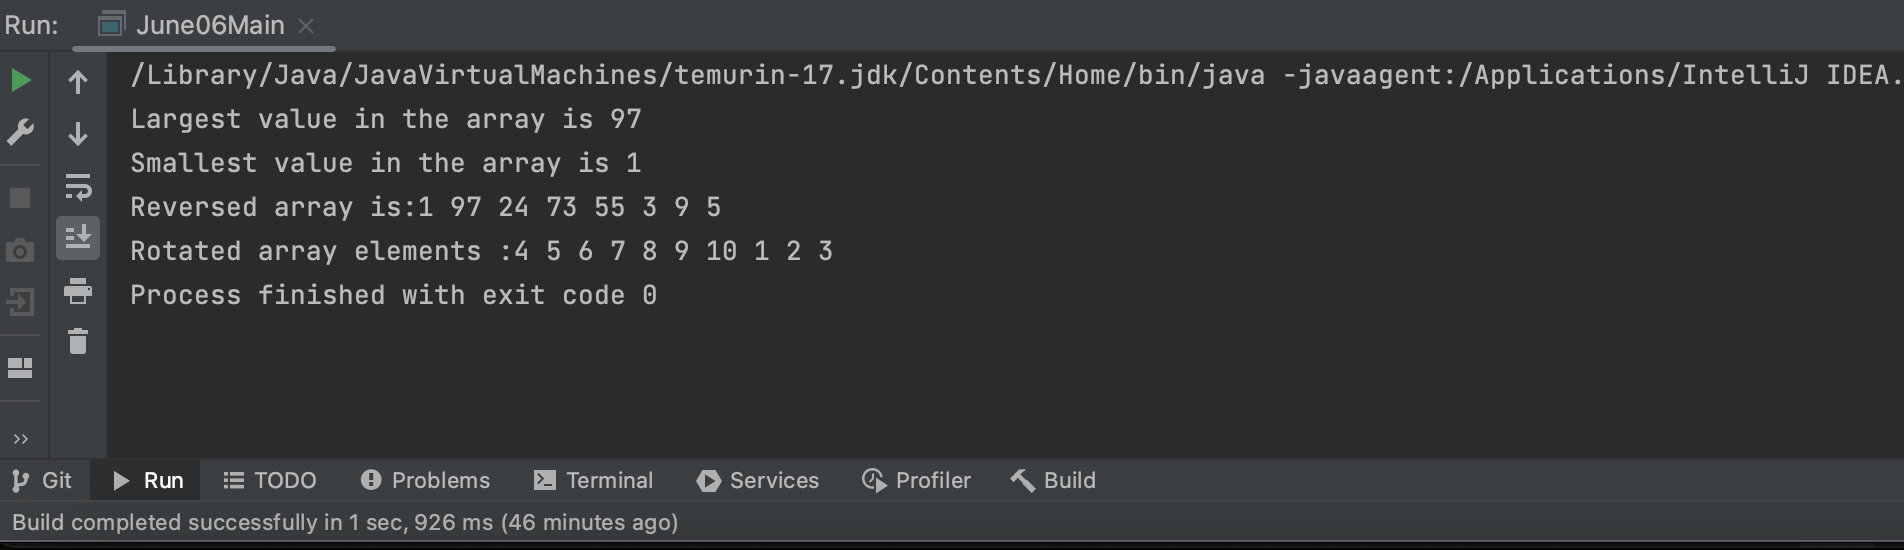 Run: June06Main
/Library/Java/JavaVirtualMachines/temurin-17.jdk/Contents/Home/bin/java -javaagent:/Applications/IntelliJ IDEA.
Largest value in the array is 97
Smallest value in the array is 1
Reversed array is:1 97 24 73 55 3 9 5
Rotated array elements :4 5 6 7 8 9 10 1 2 3
Process finished with exit code 0
Git Run TODO Problems Terminal Services Profiler Build
Build completed successfully in 1 sec, 926 ms (46 minutes ago)